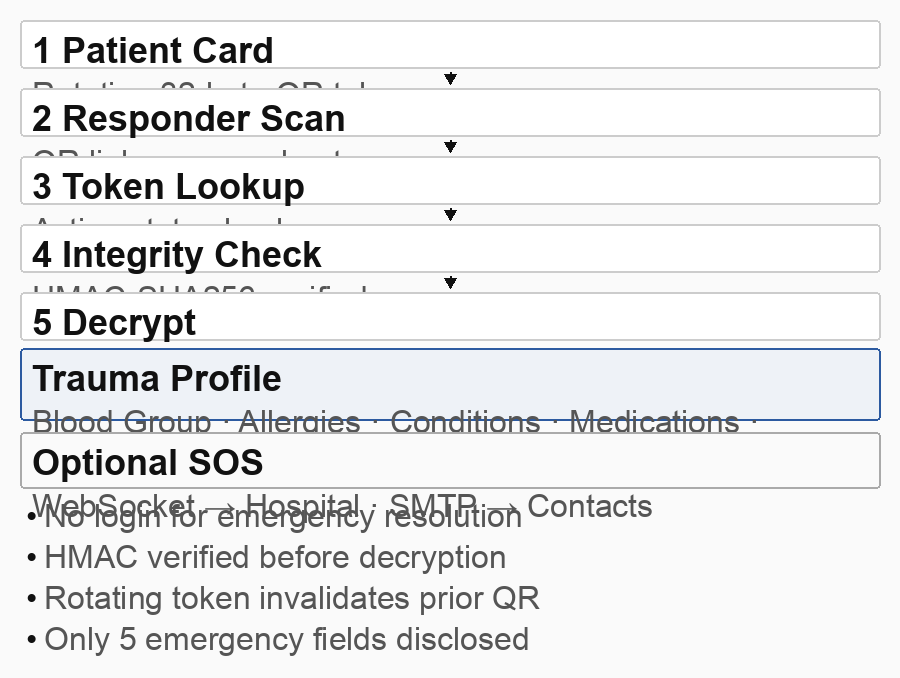 1 Patient Card
2 Responder Scan
3 Token Lookup
4 Integrity Check
5 Decrypt
Trauma Profile
Blood Group · Allergies · Conditions · Medications ·
Optional SOS
WebSocket → Hospital · SMTP → Contacts
• No login for emergency resolution
• HMAC verified before decryption
• Rotating token invalidates prior QR
• Only 5 emergency fields disclosed